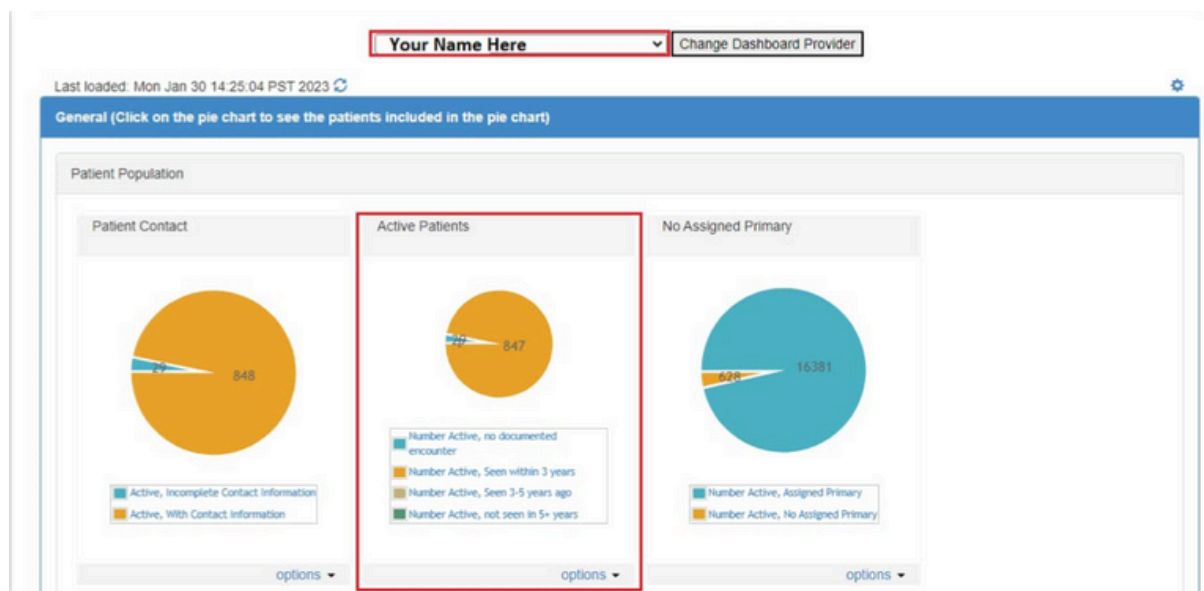 Your Name Here
Change Dashboard Provider
Last loaded: Mon Jan 30 14:25:04 PST 2023
General (Click on the pie chart to see the patients included in the pie chart)
Patient Population
Patient Contact
29
848
Active, Incomplete Contact Information
Active, With Contact Information
options
Active Patients
847
Number Active, no documented
encounter
Number Active, Seen within 3 years
Number Active, Seen 3-5 years ago
Number Active, not seen in 5+ years
options
No Assigned Primary
628
16381
Number Active, Assigned Primary
Number Active, No Assigned Primary
options